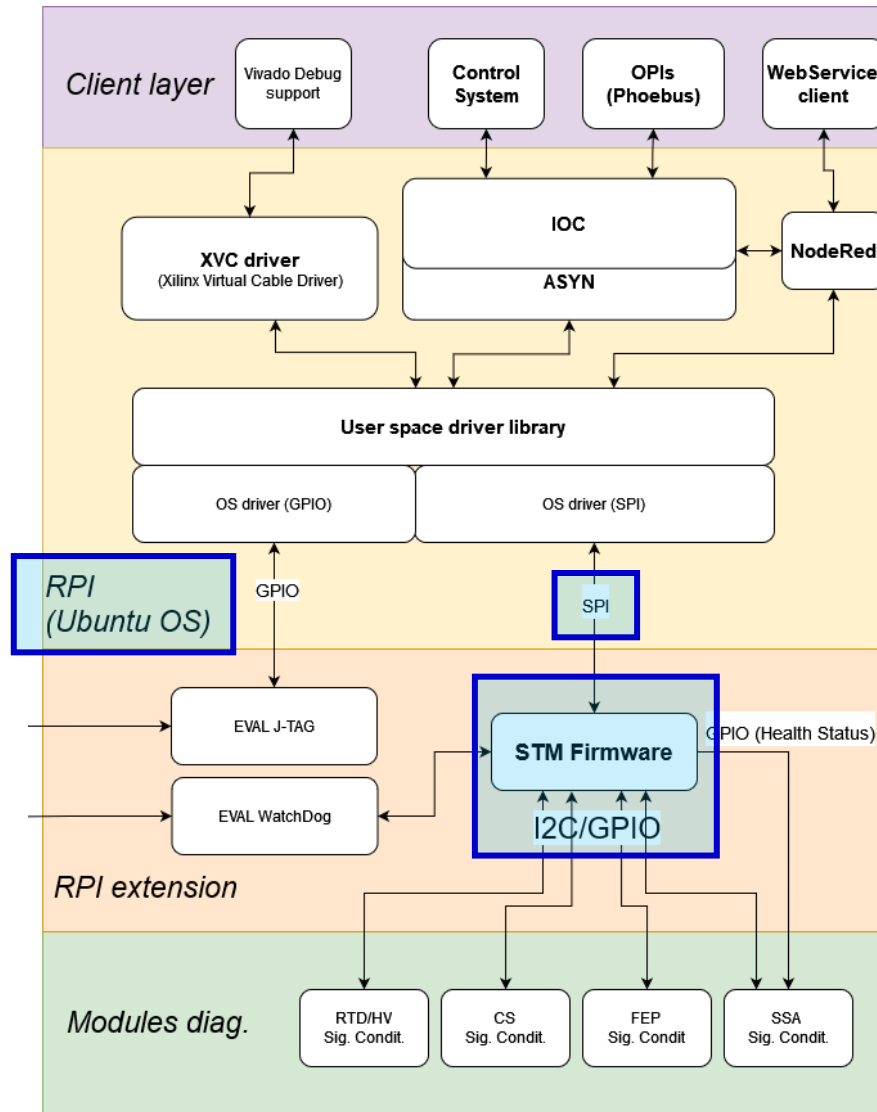 Client layer
Vivado Debug
support
Control
System
OPIs
(Phoebus)
WebService
client
XVC driver
(Xilinx Virtual Cable Driver)
IOC
ASYN
NodeRed
User space driver library
OS driver (GPIO)
OS driver (SPI)
RPI
(Ubuntu OS)
GPIO
SPI
EVAL J-TAG
STM Firmware
GPIO (Health Status)
EVAL WatchDog
I2C/GPIO
RPI extension
Modules diag.
RTD/HV
Sig. Condit.
CS
Sig. Condit.
FEP
Sig. Condit
SSA
Sig. Condit.